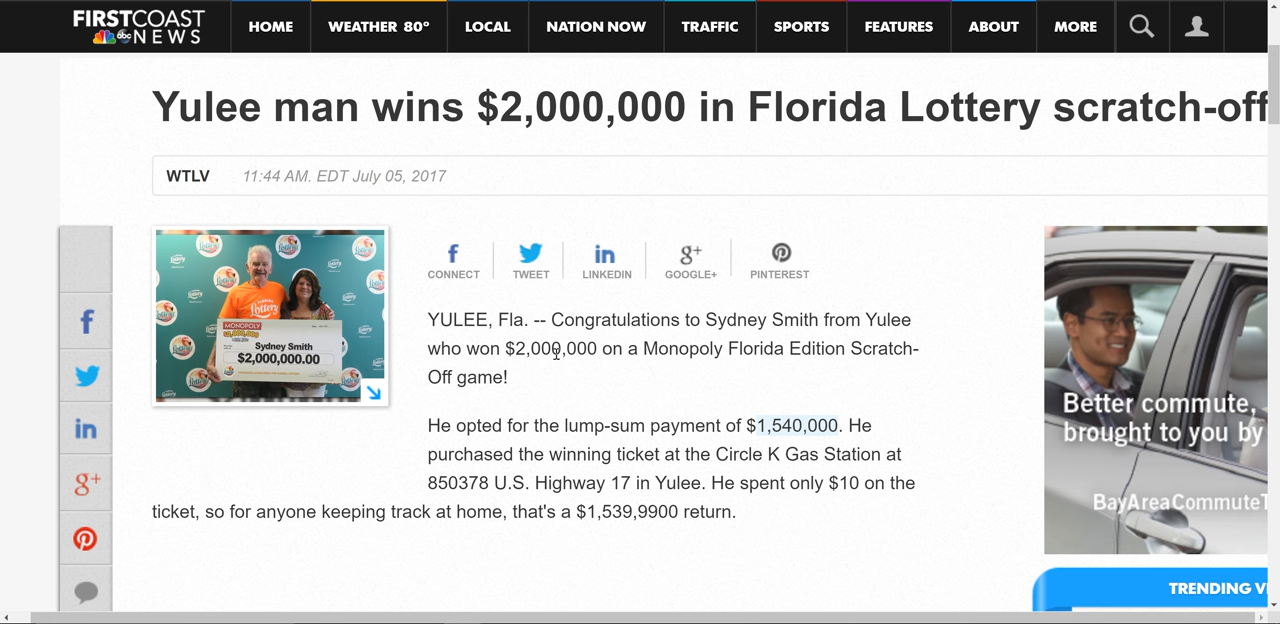 FIRSTCOAST
abc NEWS
HOME
WEATHER 80°
LOCAL
NATION NOW
TRAFFIC
SPORTS
FEATURES
ABOUT
MORE
Yulee man wins $2,000,000 in Florida Lottery scratch-off
WTLV 11:44 AM. EDT July 05, 2017
CONNECT
TWEET
LINKEDIN
GOOGLE+
PINTEREST
Lottery
MONOPOLY
Sydney Smith
$2,000,000.00
YULEE, Fla. -- Congratulations to Sydney Smith from Yulee
who won $2,000,000 on a Monopoly Florida Edition Scratch-
Off game!
He opted for the lump-sum payment of $1,540,000. He
purchased the winning ticket at the Circle K Gas Station at
850378 U.S. Highway 17 in Yulee. He spent only $10 on the
ticket, so for anyone keeping track at home, that's a $1,539,9900 return.
Better commute,
brought to you by
BayAreaCommuteT
TRENDING VI